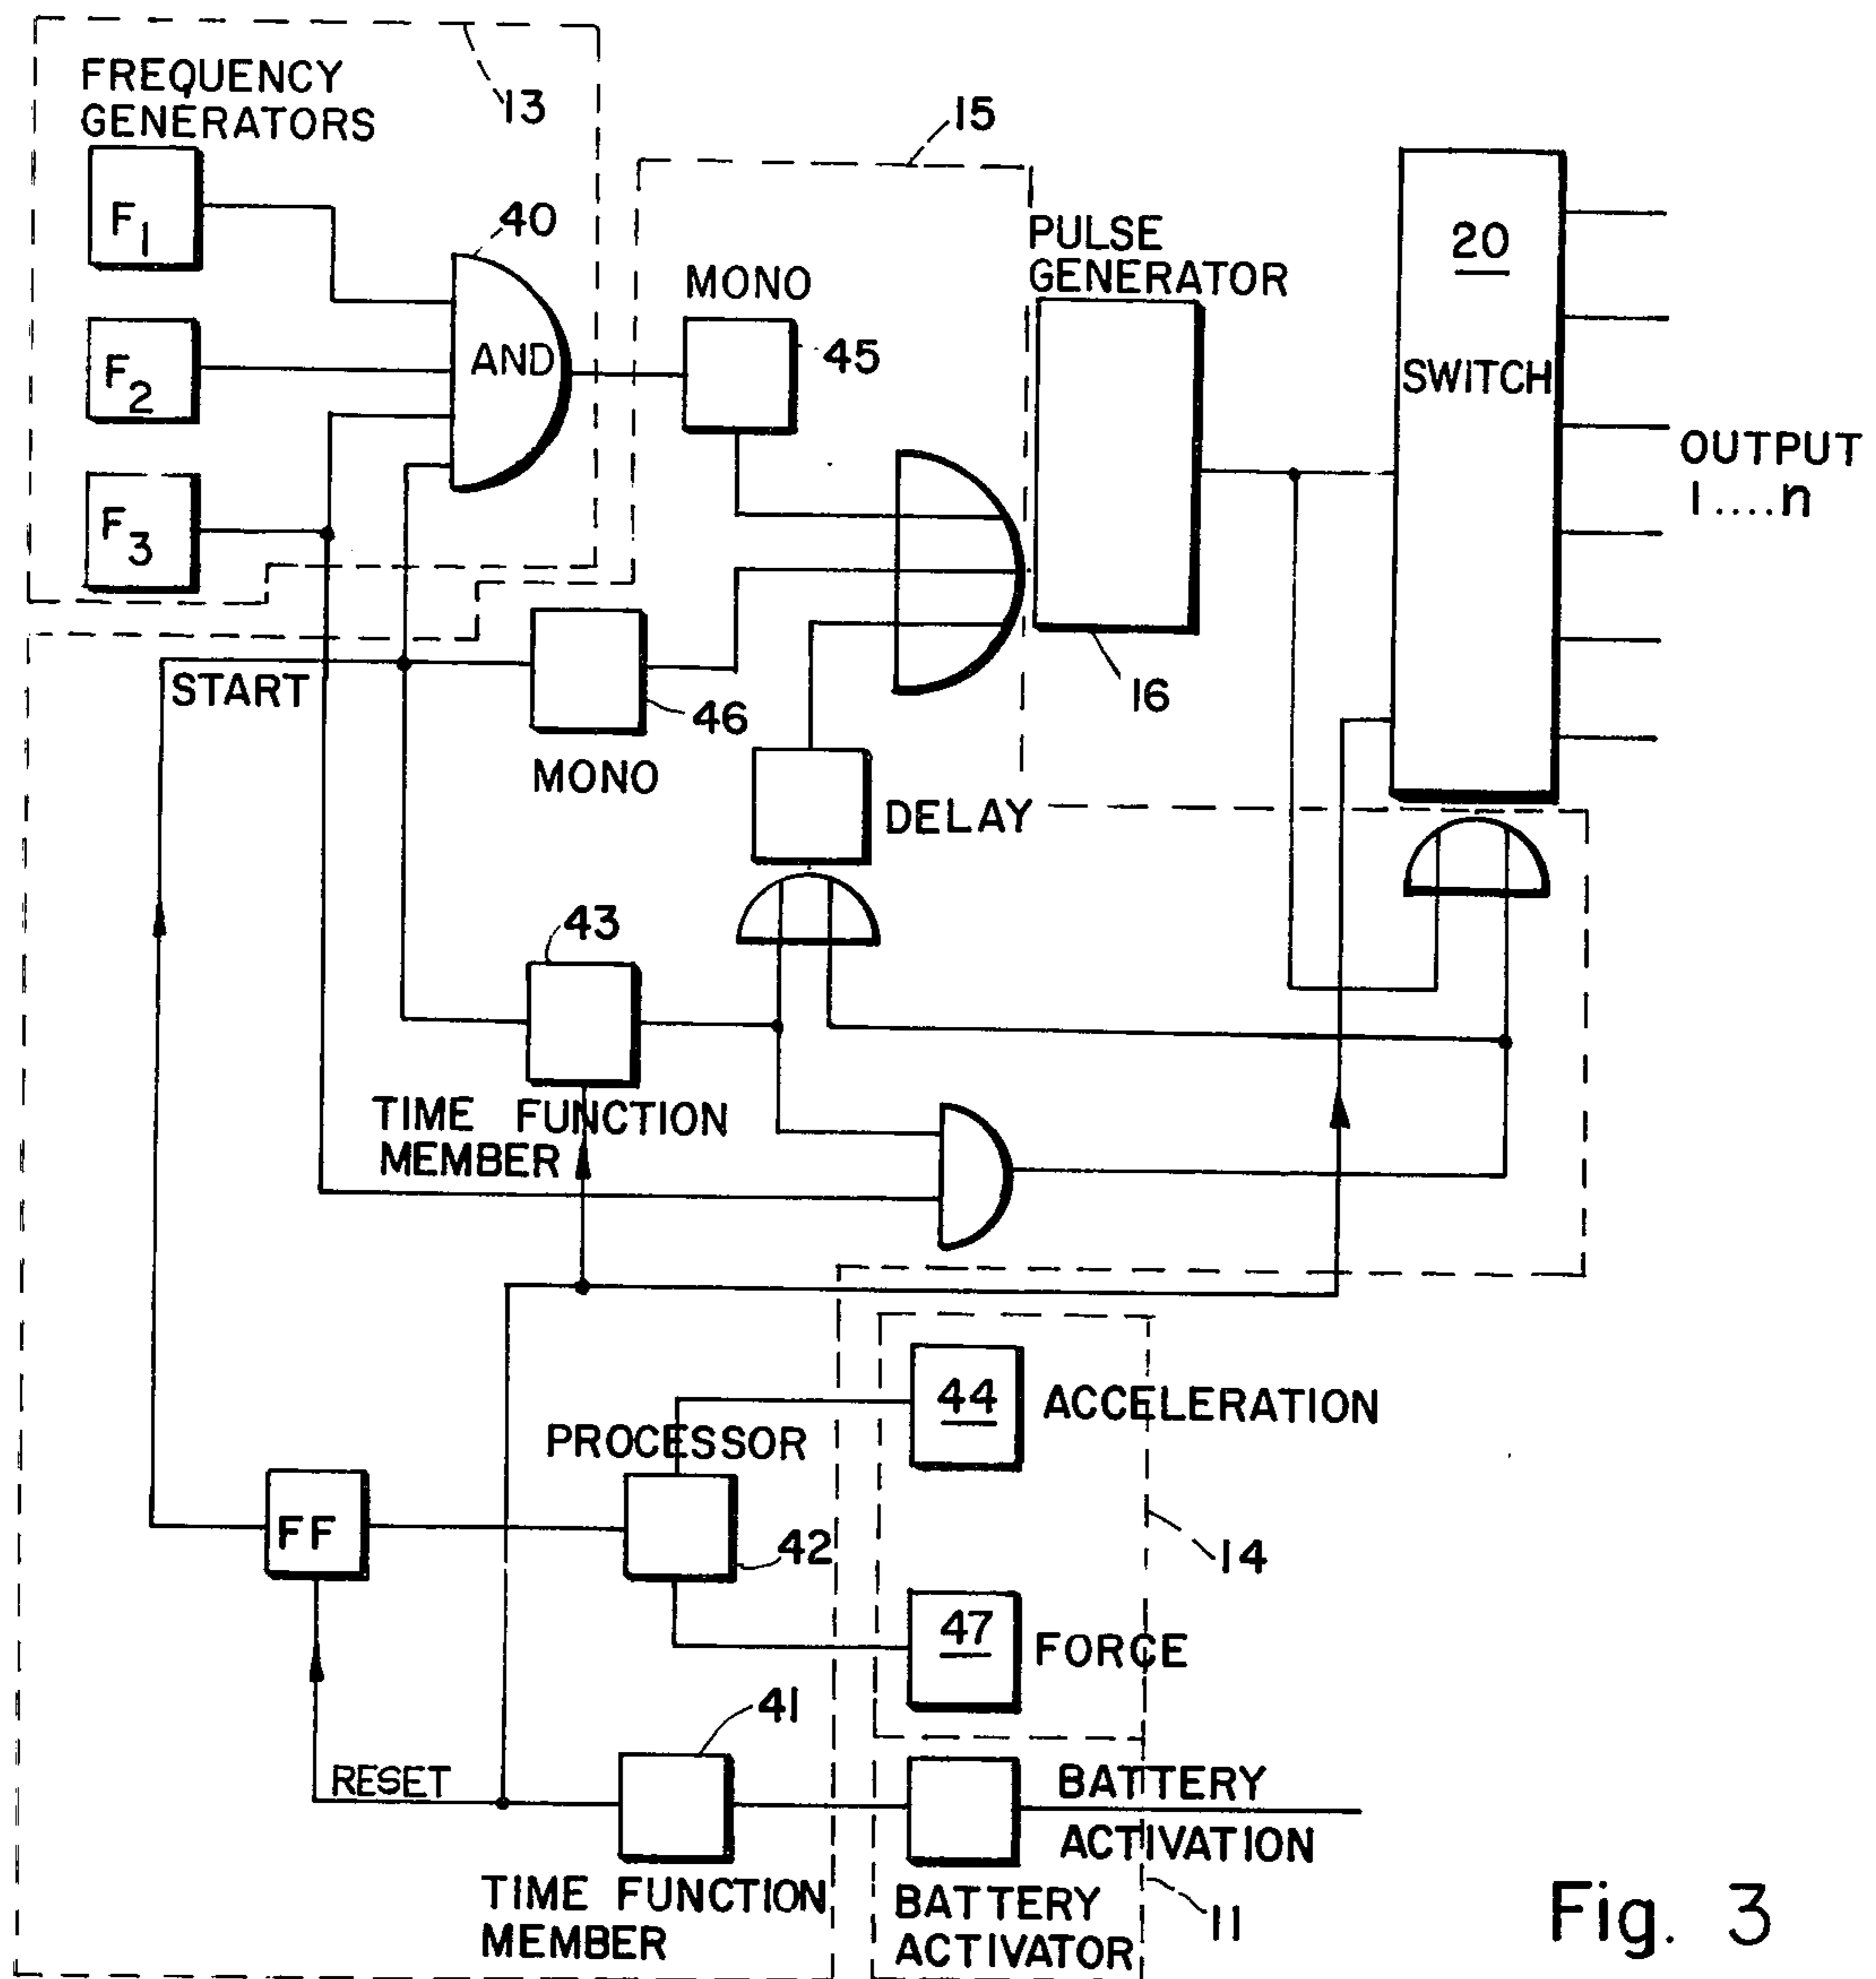 FREQUENCY
GENERATORS
13
15
F1
40
PULSE
GENERATOR
20
MONO
AND
45
F2
SWITCH
OUTPUT
1....n
F3
START
46
16
MONO
DELAY
43
TIME FUNCTION
MEMBER
44
ACCELERATION
PROCESSOR
FF
42
14
47
FORCE
41
RESET
BATTERY
ACTIVATION
TIME FUNCTION
MEMBER
BATTERY
ACTIVATOR
11
Fig. 3